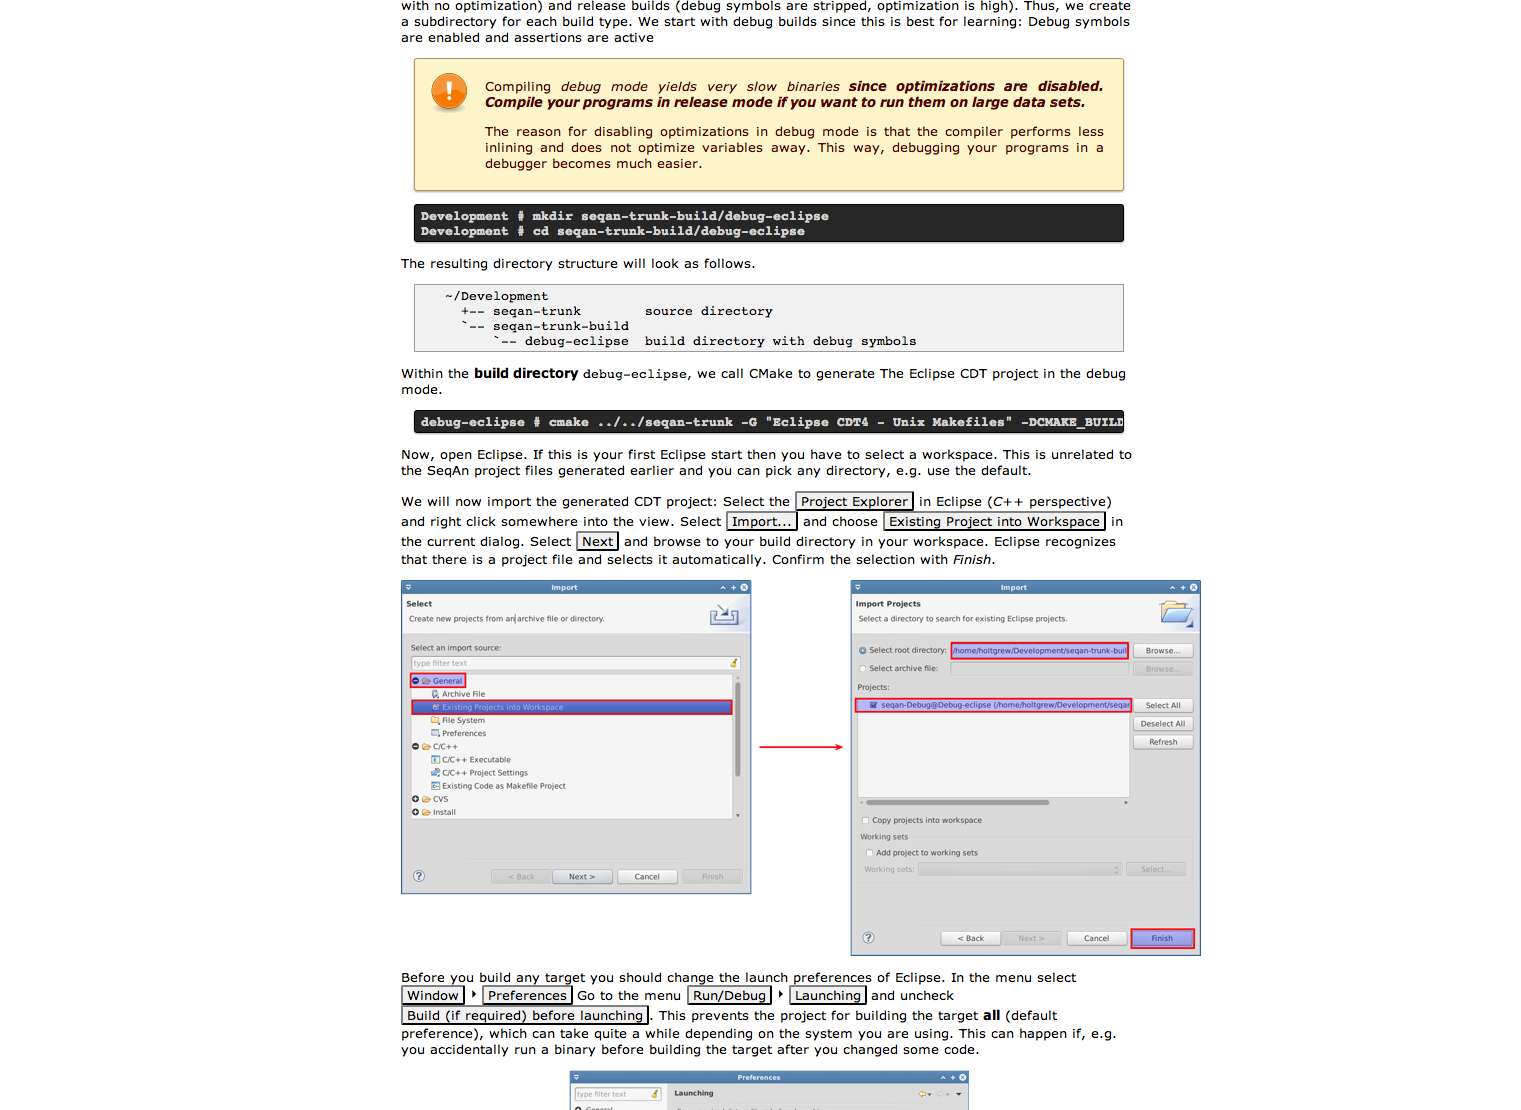 with no optimization) and release builds (debug symbols are stripped, optimization is high). Thus, we create
a subdirectory for each build type. We start with debug builds since this is best for learning: Debug symbols
are enabled and assertions are active
Compiling debug mode yields very slow binaries since optimizations are disabled.
Compile your programs in release mode if you want to run them on large data sets.
The reason for disabling optimizations in debug mode is that the compiler performs less
inlining and does not optimize variables away. This way, debugging your programs in a
debugger becomes much easier.
Development # mkdir seqan-trunk-build/debug-eclipse
Development # cd seqan-trunk-build/debug-eclipse
The resulting directory structure will look as follows.
~/Development
+-- seqan-trunk        source directory
`-- seqan-trunk-build
`-- debug-eclipse  build directory with debug symbols
Within the build directory debug-eclipse, we call CMake to generate The Eclipse CDT project in the debug
mode.
debug-eclipse # cmake ../../seqan-trunk -G "Eclipse CDT4 - Unix Makefiles" -DCMAKE_BUILD
Now, open Eclipse. If this is your first Eclipse start then you have to select a workspace. This is unrelated to
the SeqAn project files generated earlier and you can pick any directory, e.g. use the default.
We will now import the generated CDT project: Select the Project Explorer in Eclipse (C++ perspective)
and right click somewhere into the view. Select Import... and choose Existing Project into Workspace in
the current dialog. Select Next and browse to your build directory in your workspace. Eclipse recognizes
that there is a project file and selects it automatically. Confirm the selection with Finish.
Import
Select
Create new projects from an archive file or directory.
Select an import source:
type filter text
General
Archive File
Existing Projects into Workspace
File System
Preferences
C/C++
C/C++ Executable
C/C++ Project Settings
Existing Code as Makefile Project
CVS
Install
? < Back Next > Cancel Finish
Import
Import Projects
Select a directory to search for existing Eclipse projects.
Select root directory: /home/holtgrew/Development/seqan-trunk-buil Browse...
Select archive file: Browse...
Projects:
seqan-Debug@Debug-eclipse (/home/holtgrew/Development/seqan Select All
Deselect All
Refresh
Copy projects into workspace
Working sets
Add project to working sets
Working sets: Select...
? < Back Next > Cancel Finish
Before you build any target you should change the launch preferences of Eclipse. In the menu select
Window ‣ Preferences Go to the menu Run/Debug ‣ Launching and uncheck
Build (if required) before launching. This prevents the project for building the target all (default
preference), which can take quite a while depending on the system you are using. This can happen if, e.g.
you accidentally run a binary before building the target after you changed some code.
Preferences
type filter text Launching
General